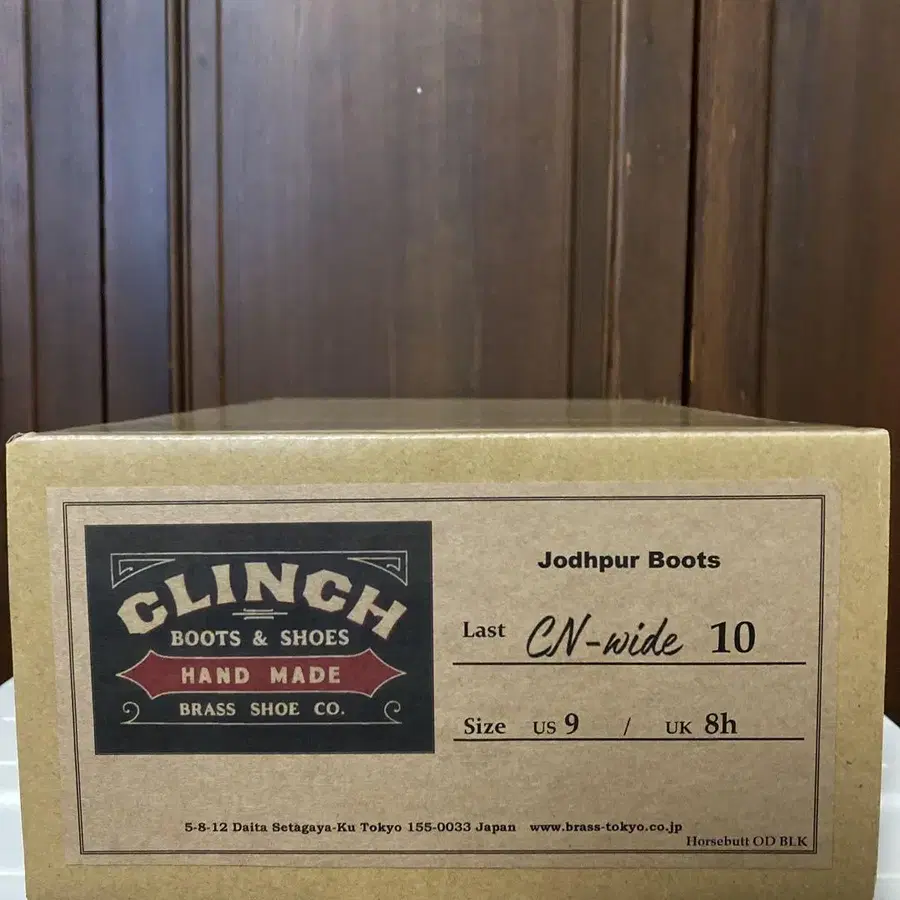 CLINCH
BOOTS & SHOES
HAND MADE
BRASS SHOE CO.
Jodhpur Boots
Last CN-wide 10
Size US 9 / UK 8h
5-8-12 Daita Setagaya-Ku Tokyo 155-0033 Japan www.brass-tokyo.co.jp
Horsebutt OD BLK